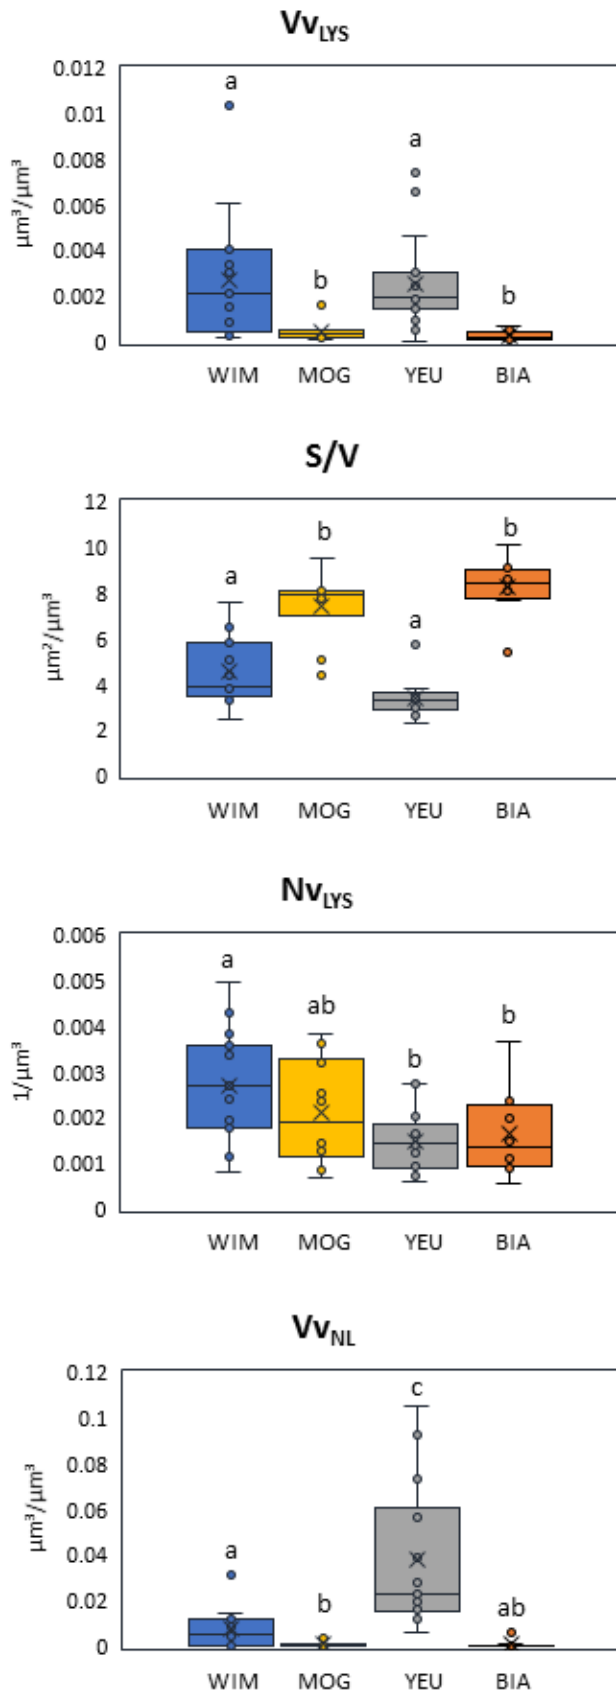 Vv LYS
0.012
0.01
0.008
0.006
0.004
0.002
0
µm³/µm³
a
b
a
b
WIM MOG YEU BIA
S/V
12
10
8
6
4
2
0
µm²/µm³
a
b
a
b
WIM MOG YEU BIA
Nv LYS
0.006
0.005
0.004
0.003
0.002
0.001
0
1/µm³
a
ab
b
b
WIM MOG YEU BIA
Vv NL
0.12
0.1
0.08
0.06
0.04
0.02
0
µm³/µm³
a
b
c
ab
WIM MOG YEU BIA